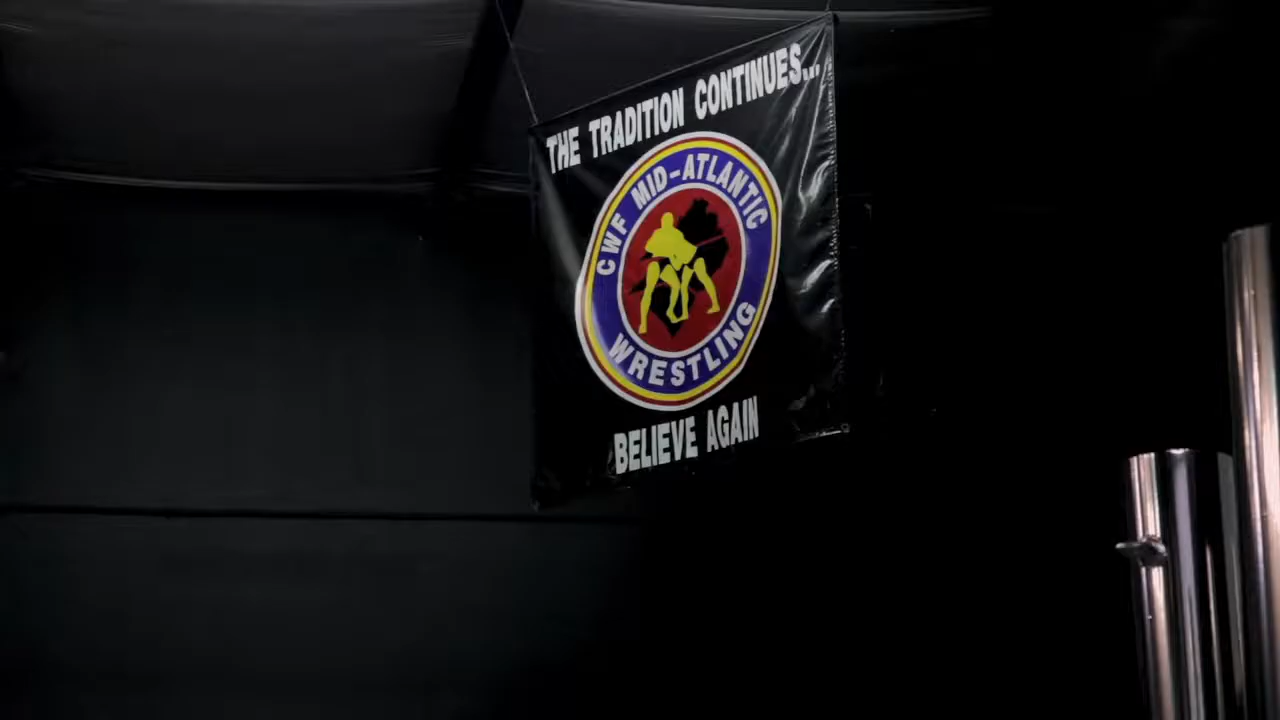 THE TRADITION CONTINUES...
CWF MID-ATLANTIC
WRESTLING
BELIEVE AGAIN